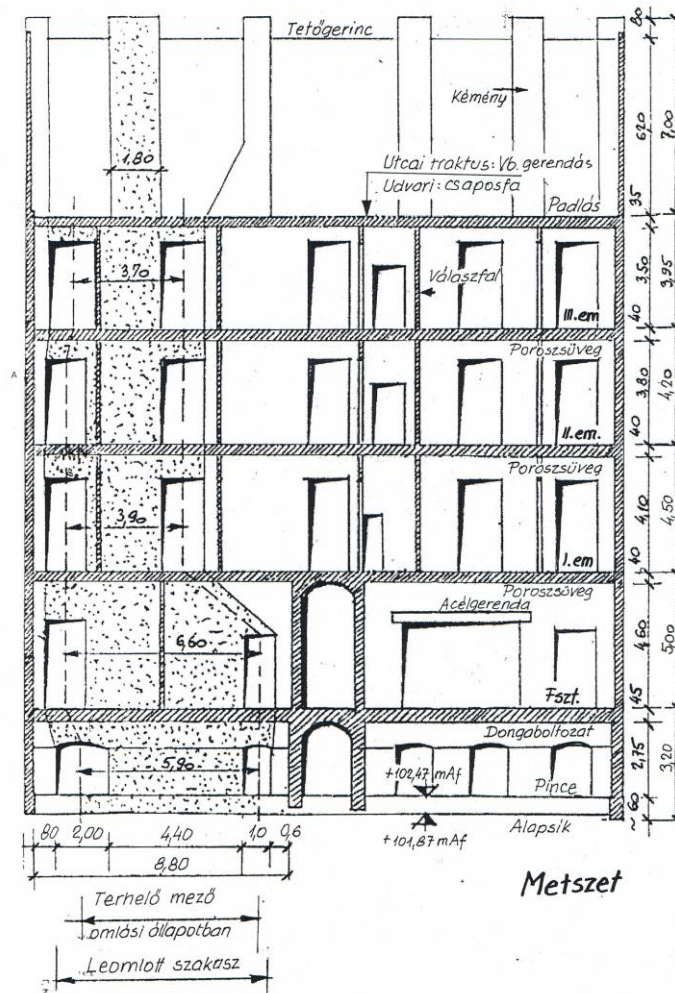 Tetőgerinc
Kémény
1,80
Utcai traktus: Vb. gerendás
Udvari: csaposfa
Padlás
3,70
Válaszfal
III.em
Poroszsüveg
A
II.em.
Poroszsüveg
3,90
I.em
Poroszsüveg
Acélgerenda
6,60
Fszt.
Dongaboltozat
5,90
+102,47 mAf
Pince
Alapsík
+101,87 mAf
80
620
7,00
35
3,50
3,95
40
3,80
4,20
40
4,10
4,50
40
4,60
5,00
45
2,75
3,20
~60
80 2,00 4,40 1,0 0,6
8,80
Metszet
Terhelő mező
omlási állapotban
Leomlott szakasz